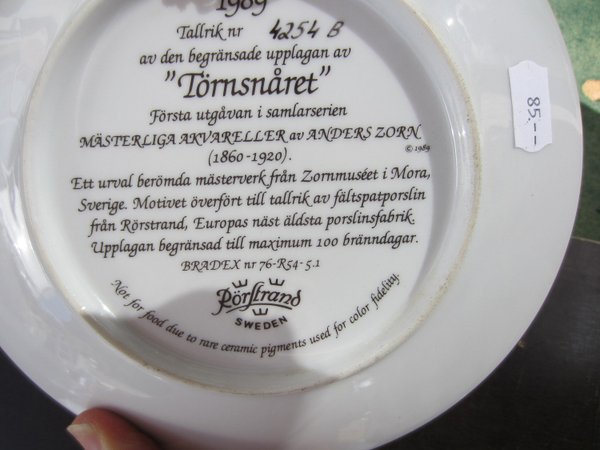 1989
Tallrik nr 4254 B
av den begränsade upplagan av
"Törnsnåret"
Första utgåvan i samlarserien
MÄSTERLIGA AKVARELLER av ANDERS ZORN
(1860-1920).
© 1989
Ett urval berömda mästerverk från Zornmuséet i Mora,
Sverige. Motivet överfört till tallrik av fältspatporslin
från Rörstrand, Europas näst äldsta porslinsfabrik.
Upplagan begränsad till maximum 100 bränndagar.
BRADEX nr 76-R54-5.1
Rörstrand
SWEDEN
Not for food due to rare ceramic pigments used for color fidelity.
85:--